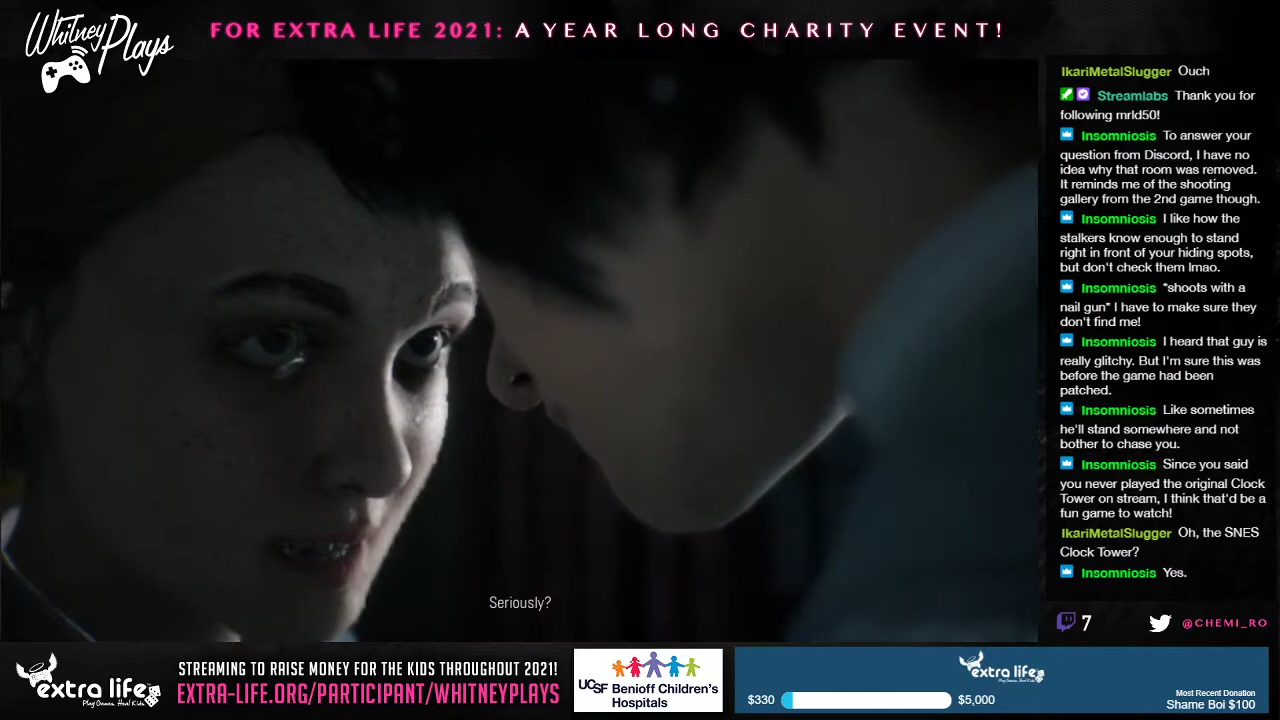 Whitney Plays
FOR EXTRA LIFE 2021: A YEAR LONG CHARITY EVENT!
IkariMetalSlugger Ouch
Streamlabs Thank you for
following mrld50!
Insomniosis To answer your
question from Discord, I have no
idea why that room was removed.
It reminds me of the shooting
gallery from the 2nd game though.
Insomniosis I like how the
stalkers know enough to stand
right in front of your hiding spots,
but don't check them lmao.
Insomniosis *shoots with a
nail gun* I have to make sure they
don't find me!
Insomniosis I heard that guy is
really glitchy. But I'm sure this was
before the game had been
patched.
Insomniosis Like sometimes
he'll stand somewhere and not
bother to chase you.
Insomniosis Since you said
you never played the original Clock
Tower on stream, I think that'd be a
fun game to watch!
IkariMetalSlugger Oh, the SNES
Clock Tower?
Insomniosis Yes.
Seriously?
7 @CHEMI_RO
extra life
Play Games. Heal Kids.
STREAMING TO RAISE MONEY FOR THE KIDS THROUGHOUT 2021!
EXTRA-LIFE.ORG/PARTICIPANT/WHITNEYPLAYS
UCSF Benioff Children's
Hospitals
extra life
Play Games. Heal Kids.
$330 $5,000
Most Recent Donation
Shame Boi $100